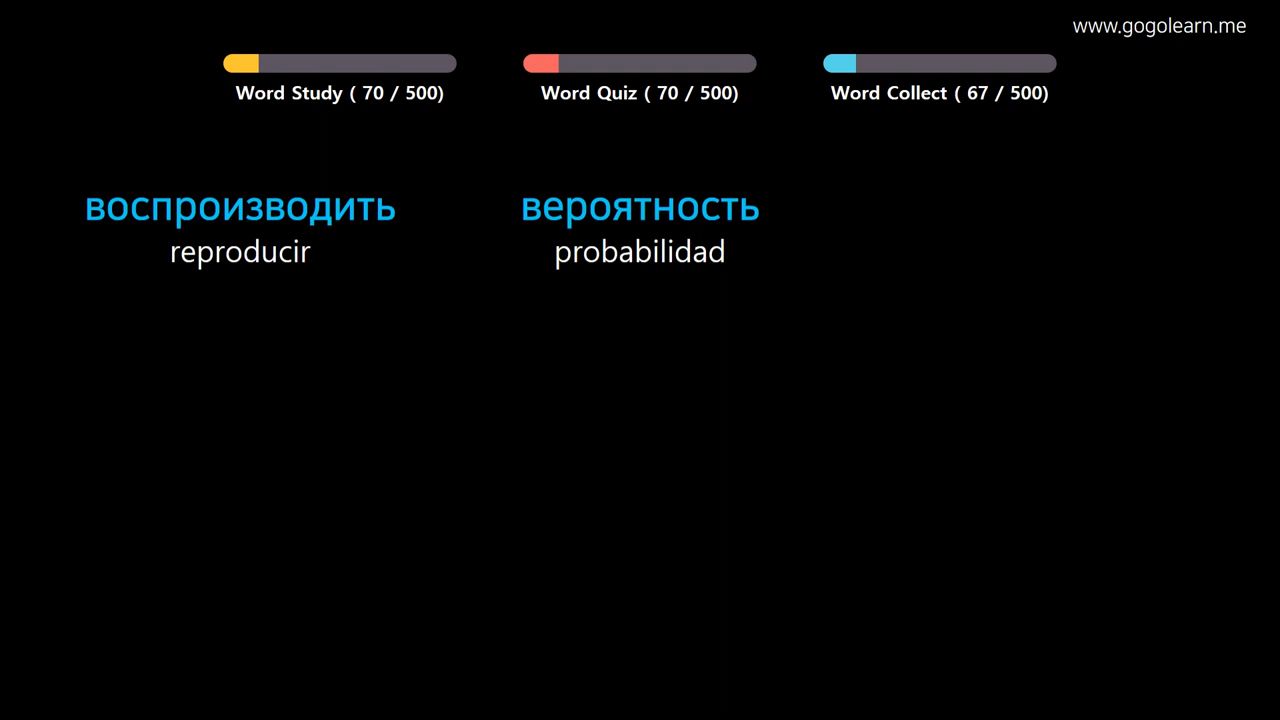 www.gogolearn.me
Word Study ( 70 / 500)
Word Quiz ( 70 / 500)
Word Collect ( 67 / 500)
воспроизводить
reproducir
вероятность
probabilidad